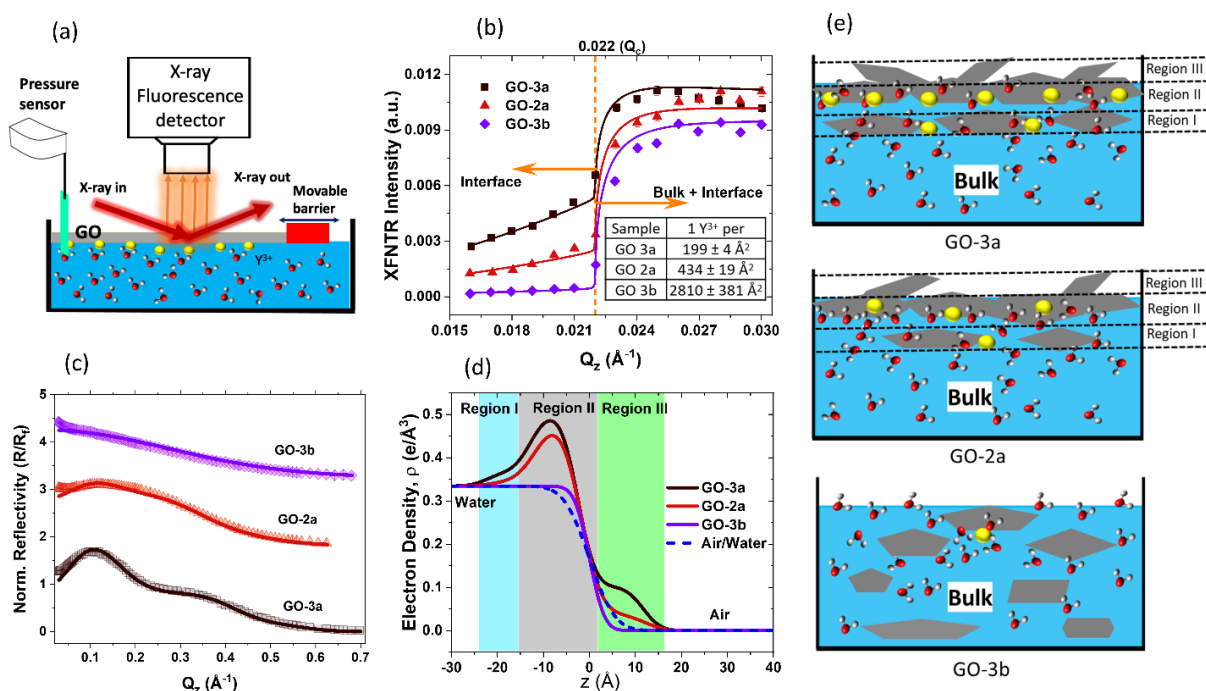 (a)
Pressure
sensor
X-ray
Fluorescence
detector
X-ray in
X-ray out
Movable
barrier
GO
Y³⁺
(b)
0.022 (Q_c)
XFNTR Intensity (a.u.)
0.012
0.009
0.006
0.003
0.000
GO-3a
GO-2a
GO-3b
Interface
Bulk + Interface
Sample 1 Y³⁺ per
GO 3a 199 ± 4 Å²
GO 2a 434 ± 19 Å²
GO 3b 2810 ± 381 Å²
0.016 0.018 0.021 0.024 0.027 0.030
Q_z (Å⁻¹)
(c)
Norm. Reflectivity (R/R_f)
5
4
3
2
1
0
GO-3b
GO-2a
GO-3a
0.1 0.2 0.3 0.4 0.5 0.6 0.7
Q_z (Å⁻¹)
(d)
Electron Density, ρ (e/Å³)
0.5
0.4
0.3
0.2
0.1
0.0
Region I Region II Region III
Water
GO-3a
GO-2a
GO-3b
Air/Water
Air
-30 -20 -10 0 10 20 30 40
z (Å)
(e)
Region III
Region II
Region I
Bulk
GO-3a
Region III
Region II
Region I
Bulk
GO-2a
Bulk
GO-3b